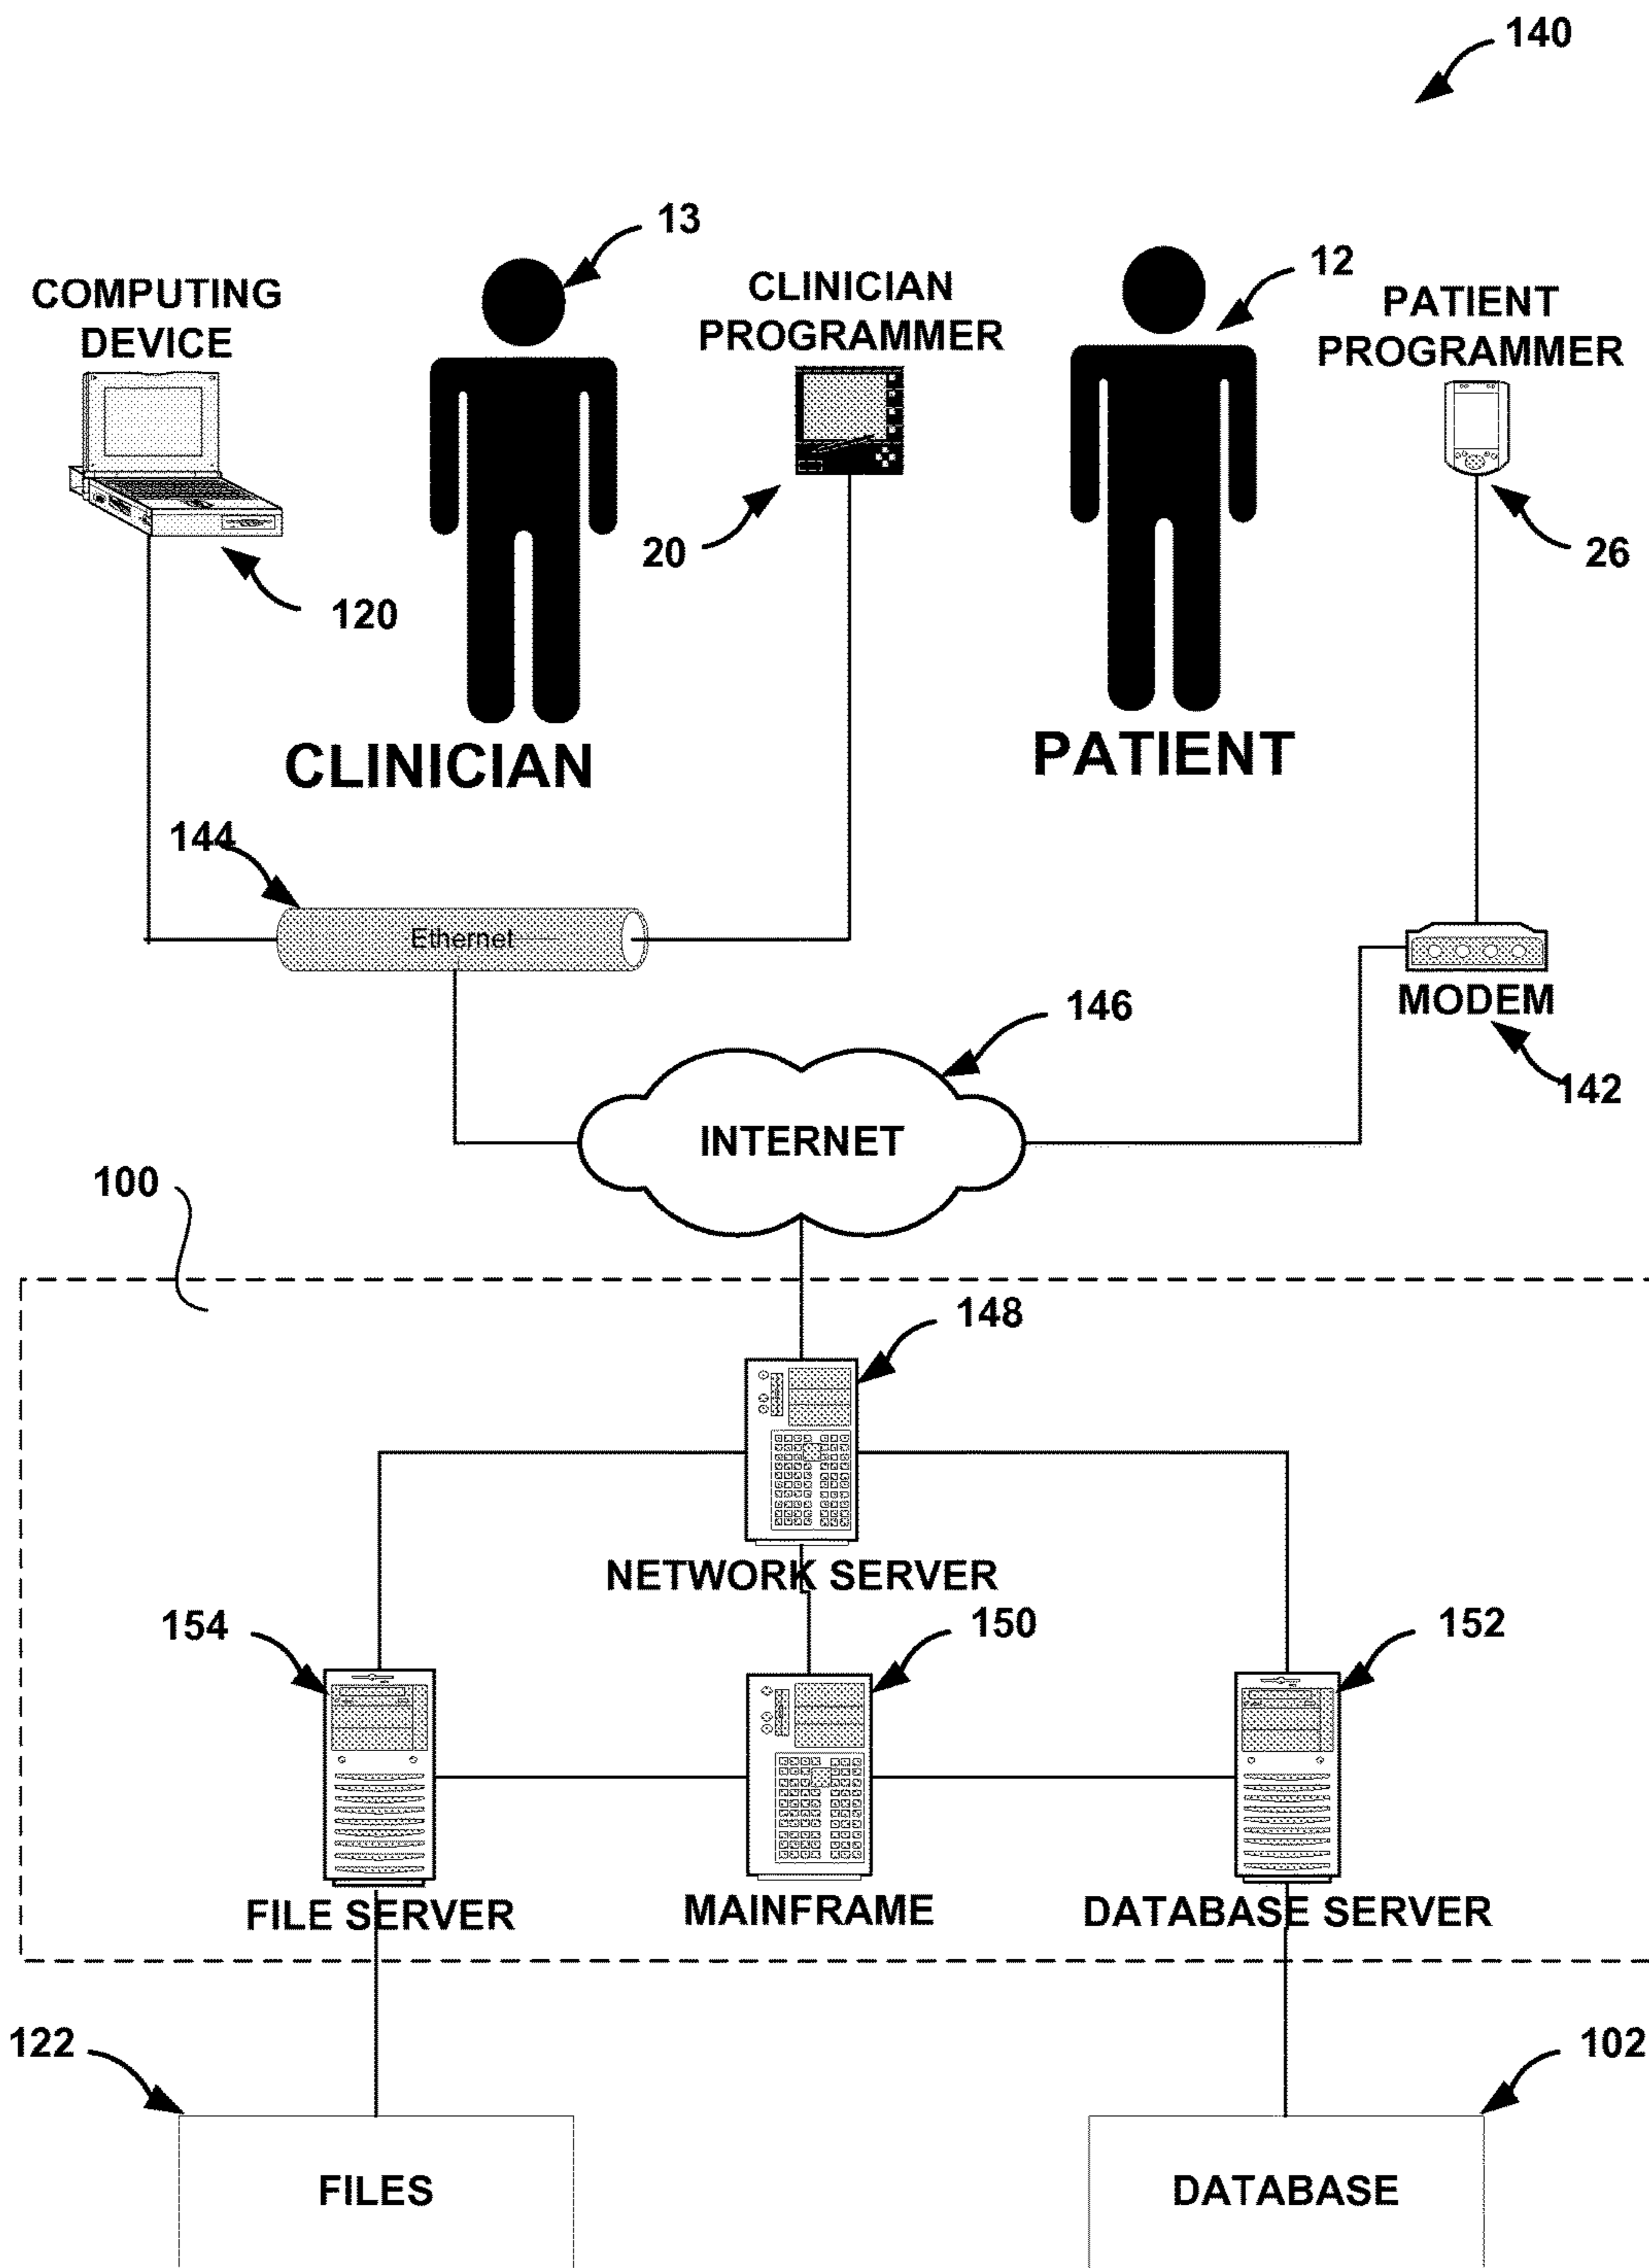 140
13
12
COMPUTING
DEVICE
CLINICIAN
PROGRAMMER
PATIENT
PROGRAMMER
20
26
120
CLINICIAN
PATIENT
144
Ethernet
146
MODEM
142
INTERNET
100
148
NETWORK SERVER
154
150
152
FILE SERVER
MAINFRAME
DATABASE SERVER
122
102
FILES
DATABASE